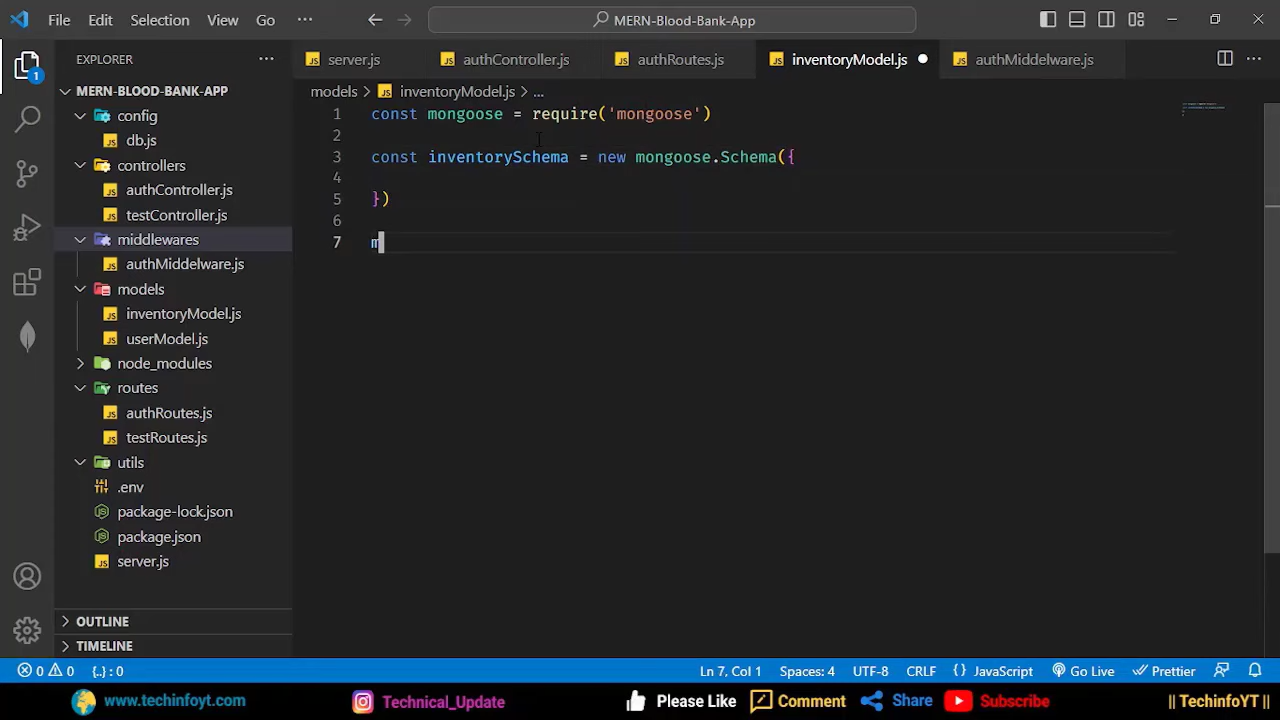 File Edit Selection View Go ··· MERN-Blood-Bank-App
EXPLORER ···
server.js authController.js authRoutes.js inventoryModel.js authMiddelware.js ···
MERN-BLOOD-BANK-APP
config
db.js
controllers
authController.js
testController.js
middlewares
authMiddelware.js
models
inventoryModel.js
userModel.js
node_modules
routes
authRoutes.js
testRoutes.js
utils
.env
package-lock.json
package.json
server.js
OUTLINE
TIMELINE
1
models > JS inventoryModel.js > ...
1 const mongoose = require('mongoose')
2
3 const inventorySchema = new mongoose.Schema({
4
5 })
6
7 m
0 0 {..} : 0 Ln 7, Col 1 Spaces: 4 UTF-8 CRLF {} JavaScript Go Live Prettier
www.techinfoyt.com Technical_Update Please Like Comment Share Subscribe || TechinfoYT ||